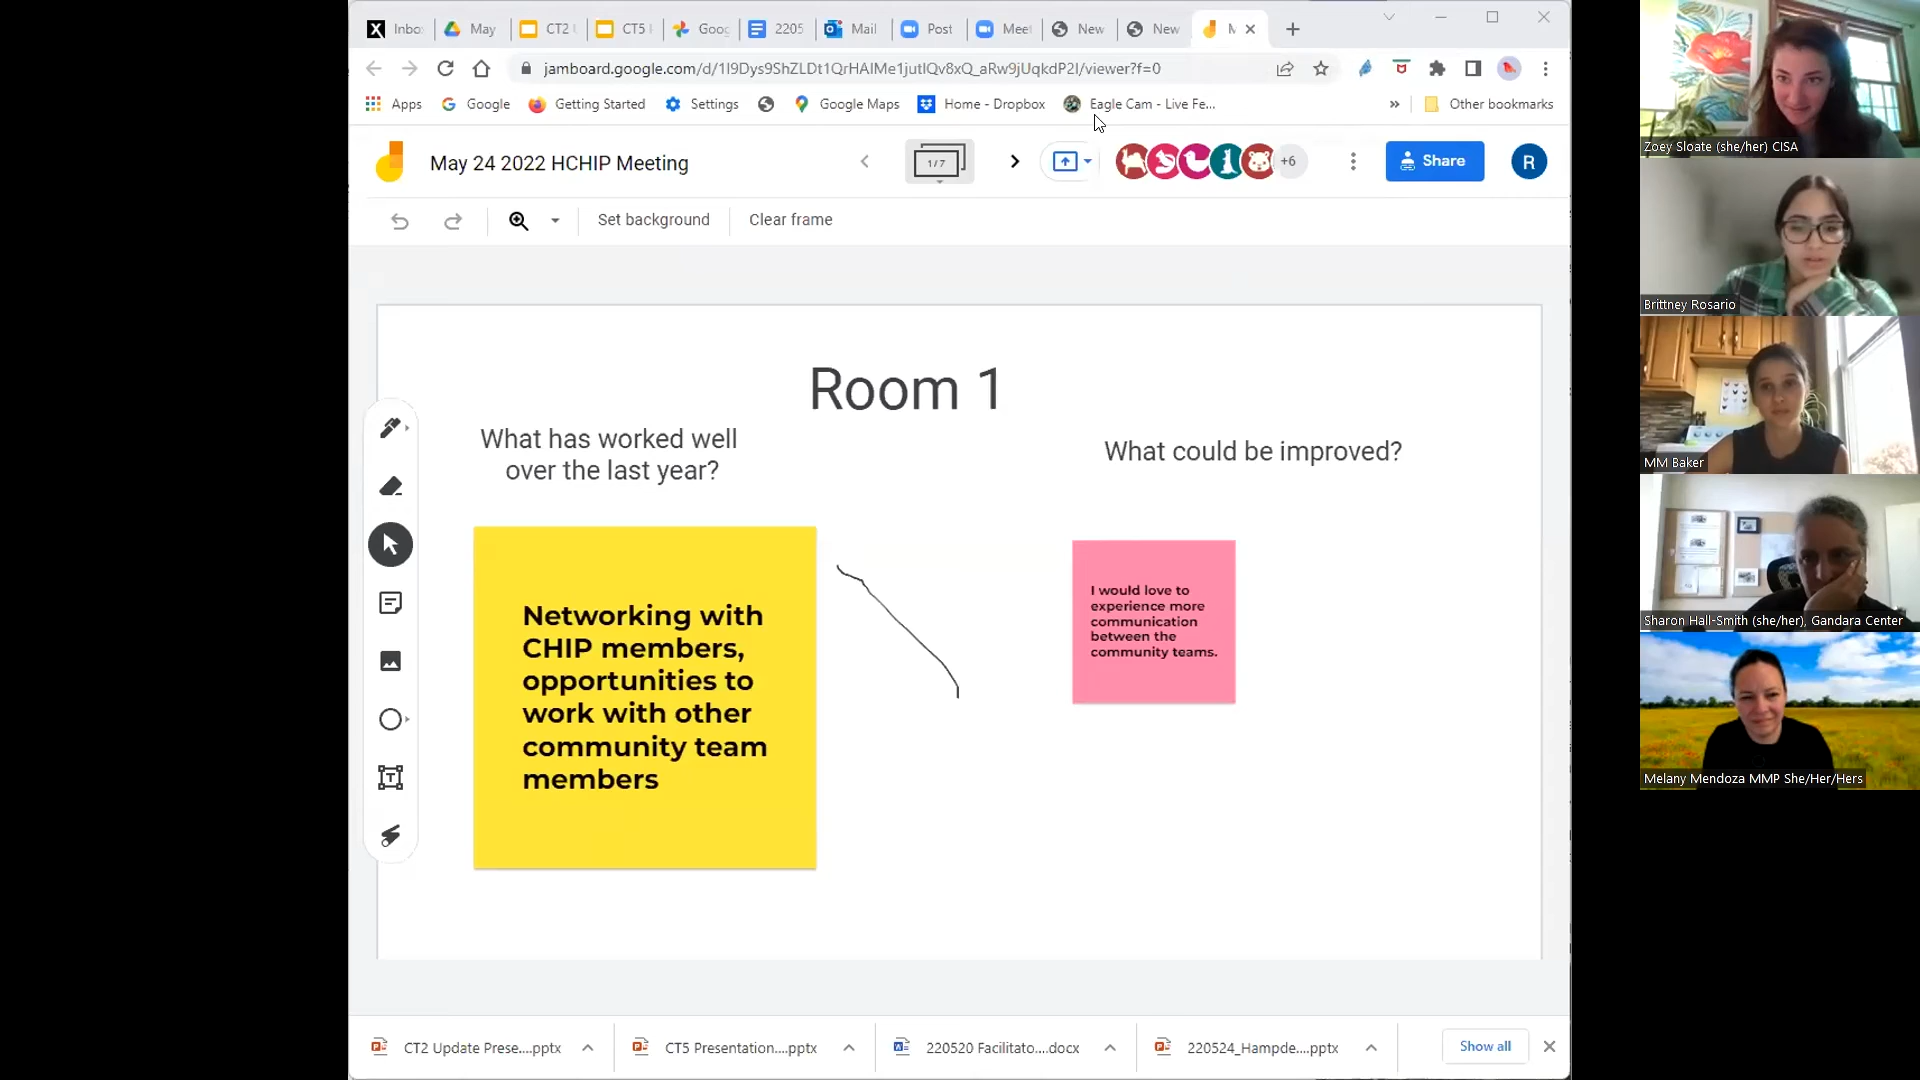 Inbo
May
CT2 U
CT5 I
Goog
2205
Mail
Post
Meet
New
New
M
jamboard.google.com/d/1I9Dys9ShZLDt1QrHAIMe1jutIQv8xQ_aRw9jUqkdP2I/viewer?f=0
Apps
Google
Getting Started
Settings
Google Maps
Home - Dropbox
Eagle Cam - Live Fe...
Other bookmarks
May 24 2022 HCHIP Meeting
1/7
+6
Share
R
Set background
Clear frame
Room 1
What has worked well
over the last year?
What could be improved?
Networking with
CHIP members,
opportunities to
work with other
community team
members
I would love to
experience more
communication
between the
community teams.
CT2 Update Prese....pptx
CT5 Presentation....pptx
220520 Facilitato....docx
220524_Hampde....pptx
Show all
Zoey Sloate (she/her) CISA
Brittney Rosario
MM Baker
Sharon Hall-Smith (she/her), Gandara Center
Melany Mendoza MMP She/Her/Hers